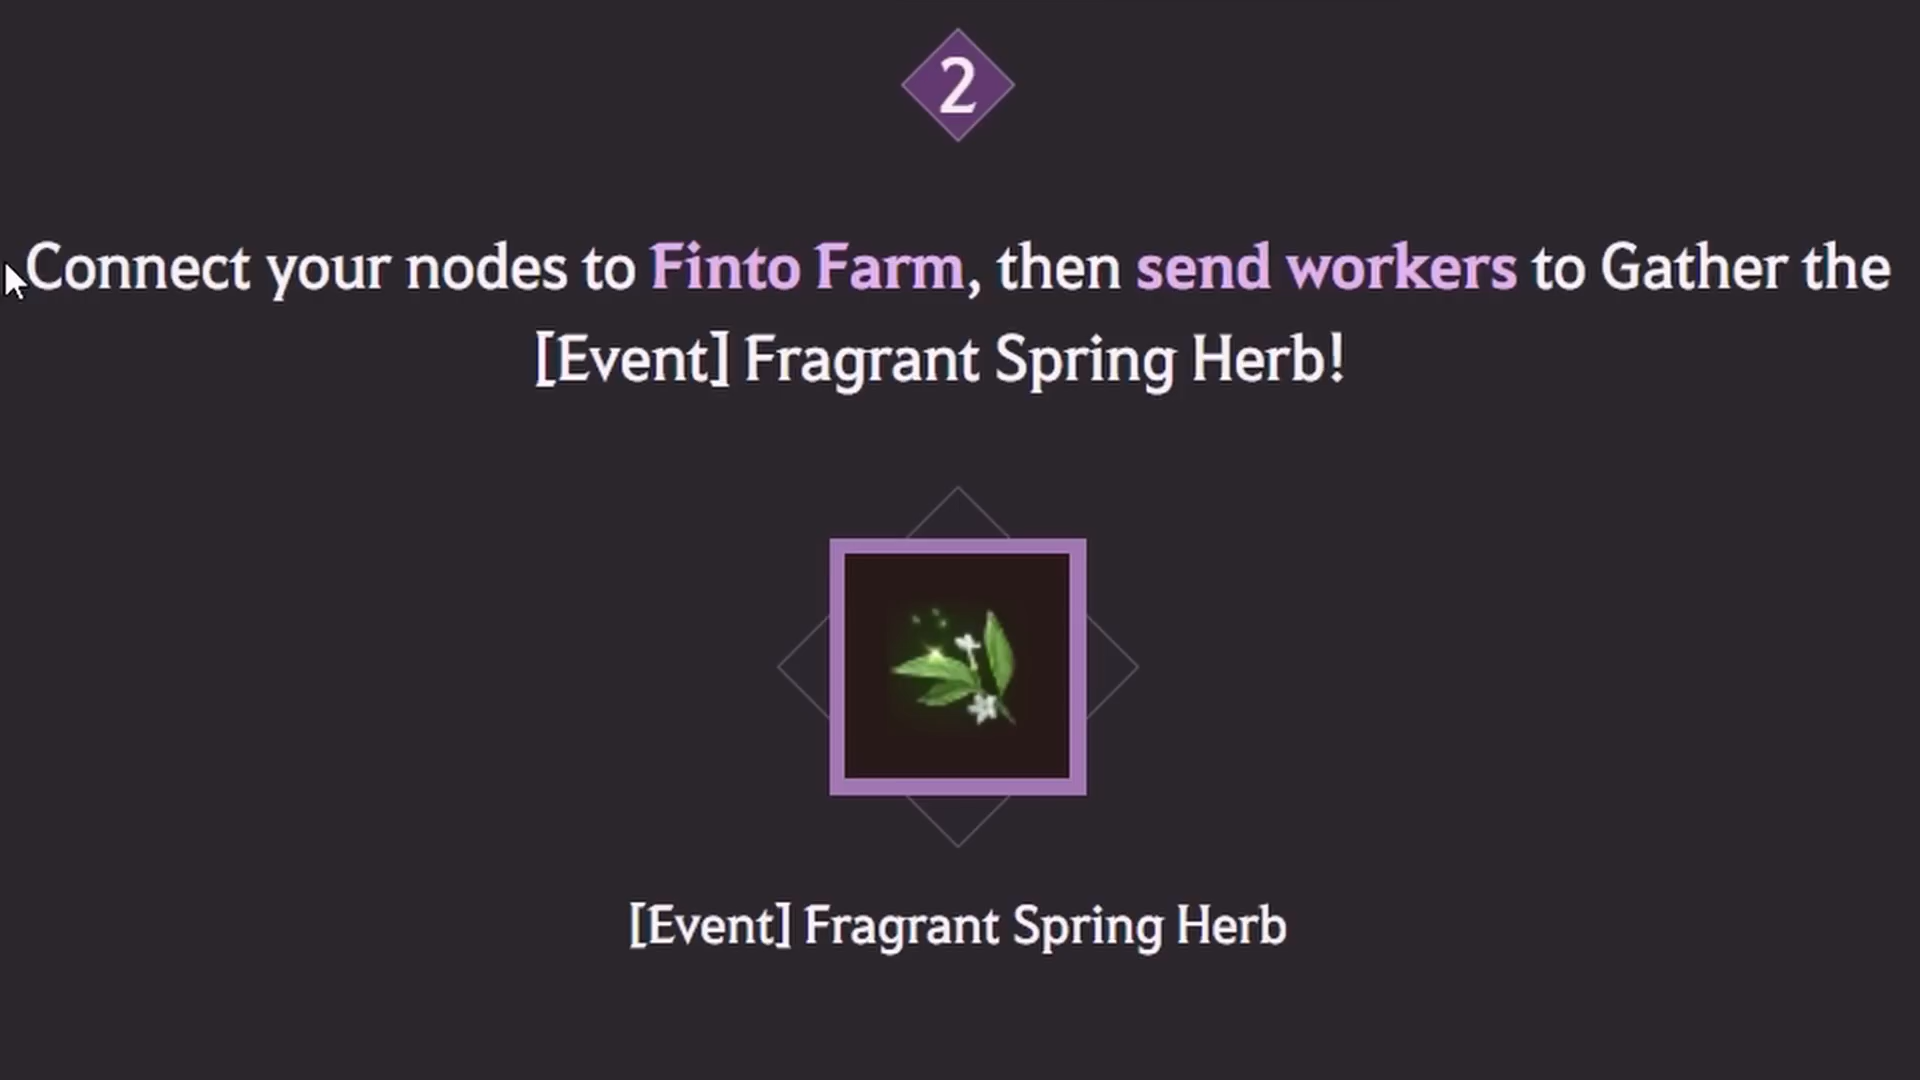 2
Connect your nodes to Finto Farm, then send workers to Gather the
[Event] Fragrant Spring Herb!
[Event] Fragrant Spring Herb